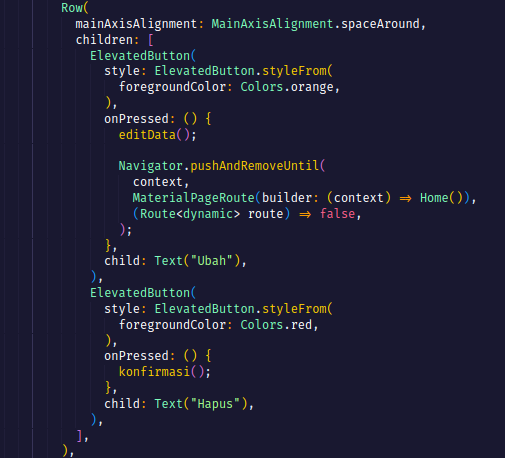 Row(
mainAxisAlignment: MainAxisAlignment.spaceAround,
children: [
ElevatedButton(
style: ElevatedButton.styleFrom(
foregroundColor: Colors.orange,
),
onPressed: () {
editData();
Navigator.pushAndRemoveUntil(
context,
MaterialPageRoute(builder: (context) => Home()),
(Route<dynamic> route) => false,
);
},
child: Text("Ubah"),
),
ElevatedButton(
style: ElevatedButton.styleFrom(
foregroundColor: Colors.red,
),
onPressed: () {
konfirmasi();
},
child: Text("Hapus"),
),
],
),